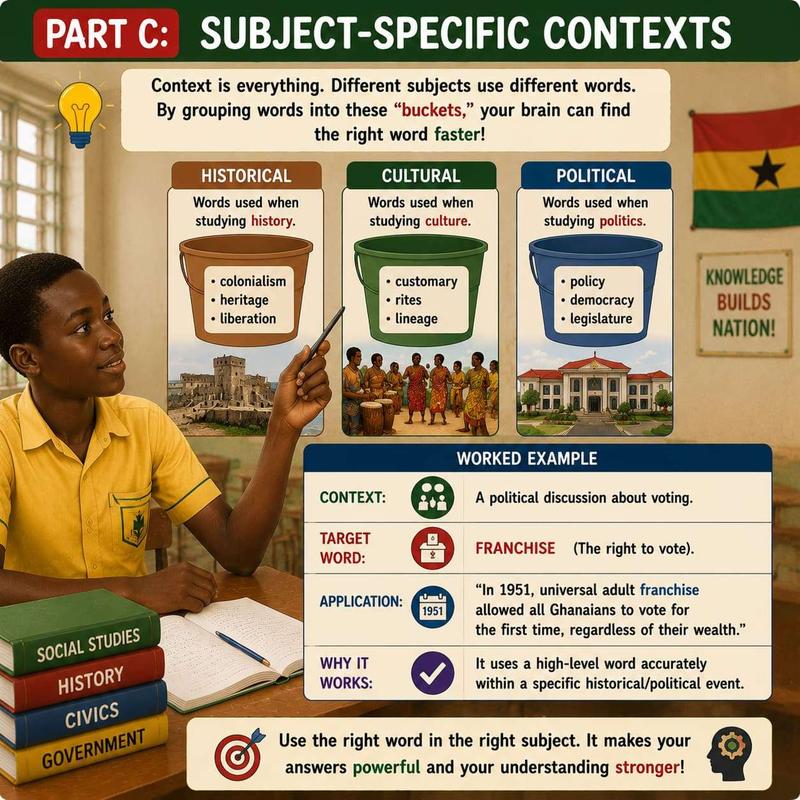 PART C: SUBJECT-SPECIFIC CONTEXTS
Context is everything. Different subjects use different words.
By grouping words into these “buckets,” your brain can find
the right word faster!
HISTORICAL
Words used when
studying history.
• colonialism
• heritage
• liberation
CULTURAL
Words used when
studying culture.
• customary
• rites
• lineage
POLITICAL
Words used when
studying politics.
• policy
• democracy
• legislature
KNOWLEDGE
BUILDS
NATION!
WORKED EXAMPLE
CONTEXT:
A political discussion about voting.
TARGET
WORD:
FRANCHISE (The right to vote).
APPLICATION:
1951
“In 1951, universal adult franchise
allowed all Ghanaians to vote for
the first time, regardless of their wealth.”
WHY IT
WORKS:
It uses a high-level word accurately
within a specific historical/political event.
SOCIAL STUDIES
HISTORY
CIVICS
GOVERNMENT
Use the right word in the right subject. It makes your
answers powerful and your understanding stronger!